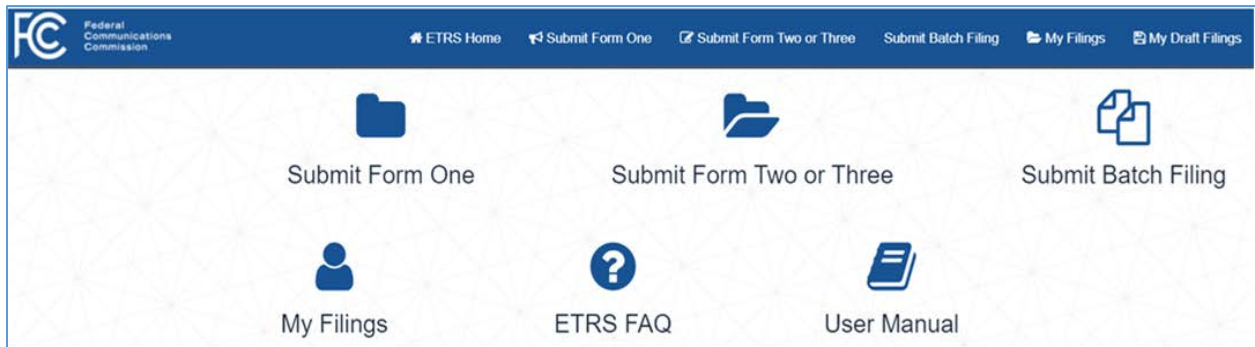 FCC
Federal
Communications
Commission
ETRS Home Submit Form One Submit Form Two or Three Submit Batch Filing My Filings My Draft Filings
Submit Form One Submit Form Two or Three Submit Batch Filing
My Filings ETRS FAQ User Manual